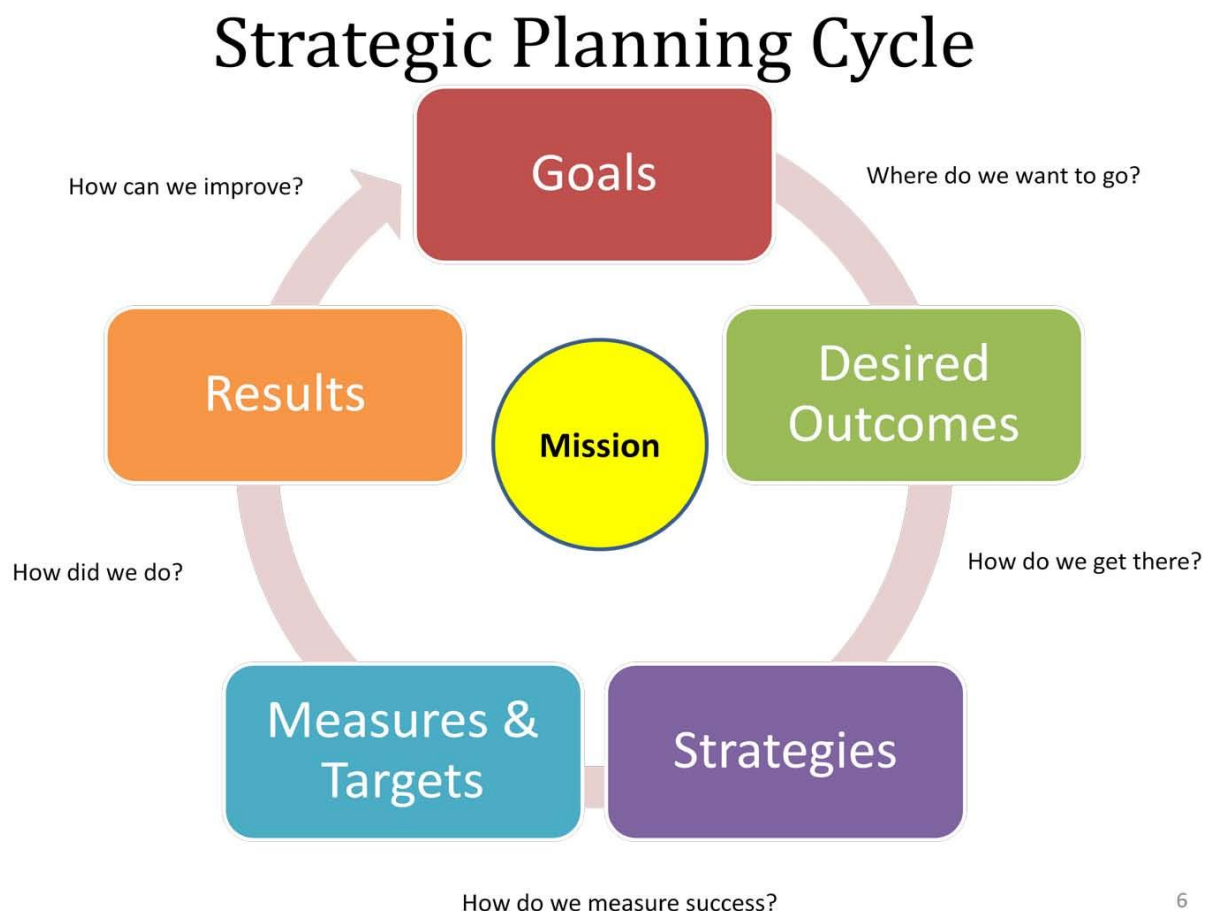 Strategic Planning Cycle
Goals
Where do we want to go?
Desired
Outcomes
How do we get there?
Strategies
How do we measure success?
Measures &
Targets
How did we do?
Results
How can we improve?
Mission
6